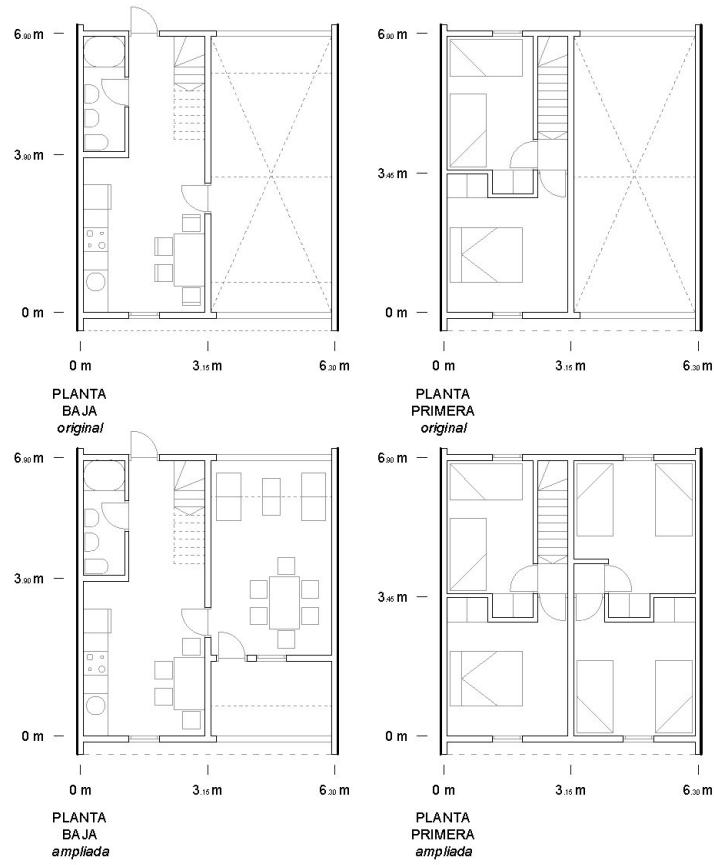 6.90 m
3.90 m
0 m
0 m
3.15 m
6.30 m
PLANTA
BAJA
original
6.90 m
3.45 m
0 m
0 m
3.15 m
6.30 m
PLANTA
PRIMERA
original
6.90 m
3.90 m
0 m
0 m
3.15 m
6.30 m
PLANTA
BAJA
ampliada
6.90 m
3.45 m
0 m
0 m
3.15 m
6.30 m
PLANTA
PRIMERA
ampliada